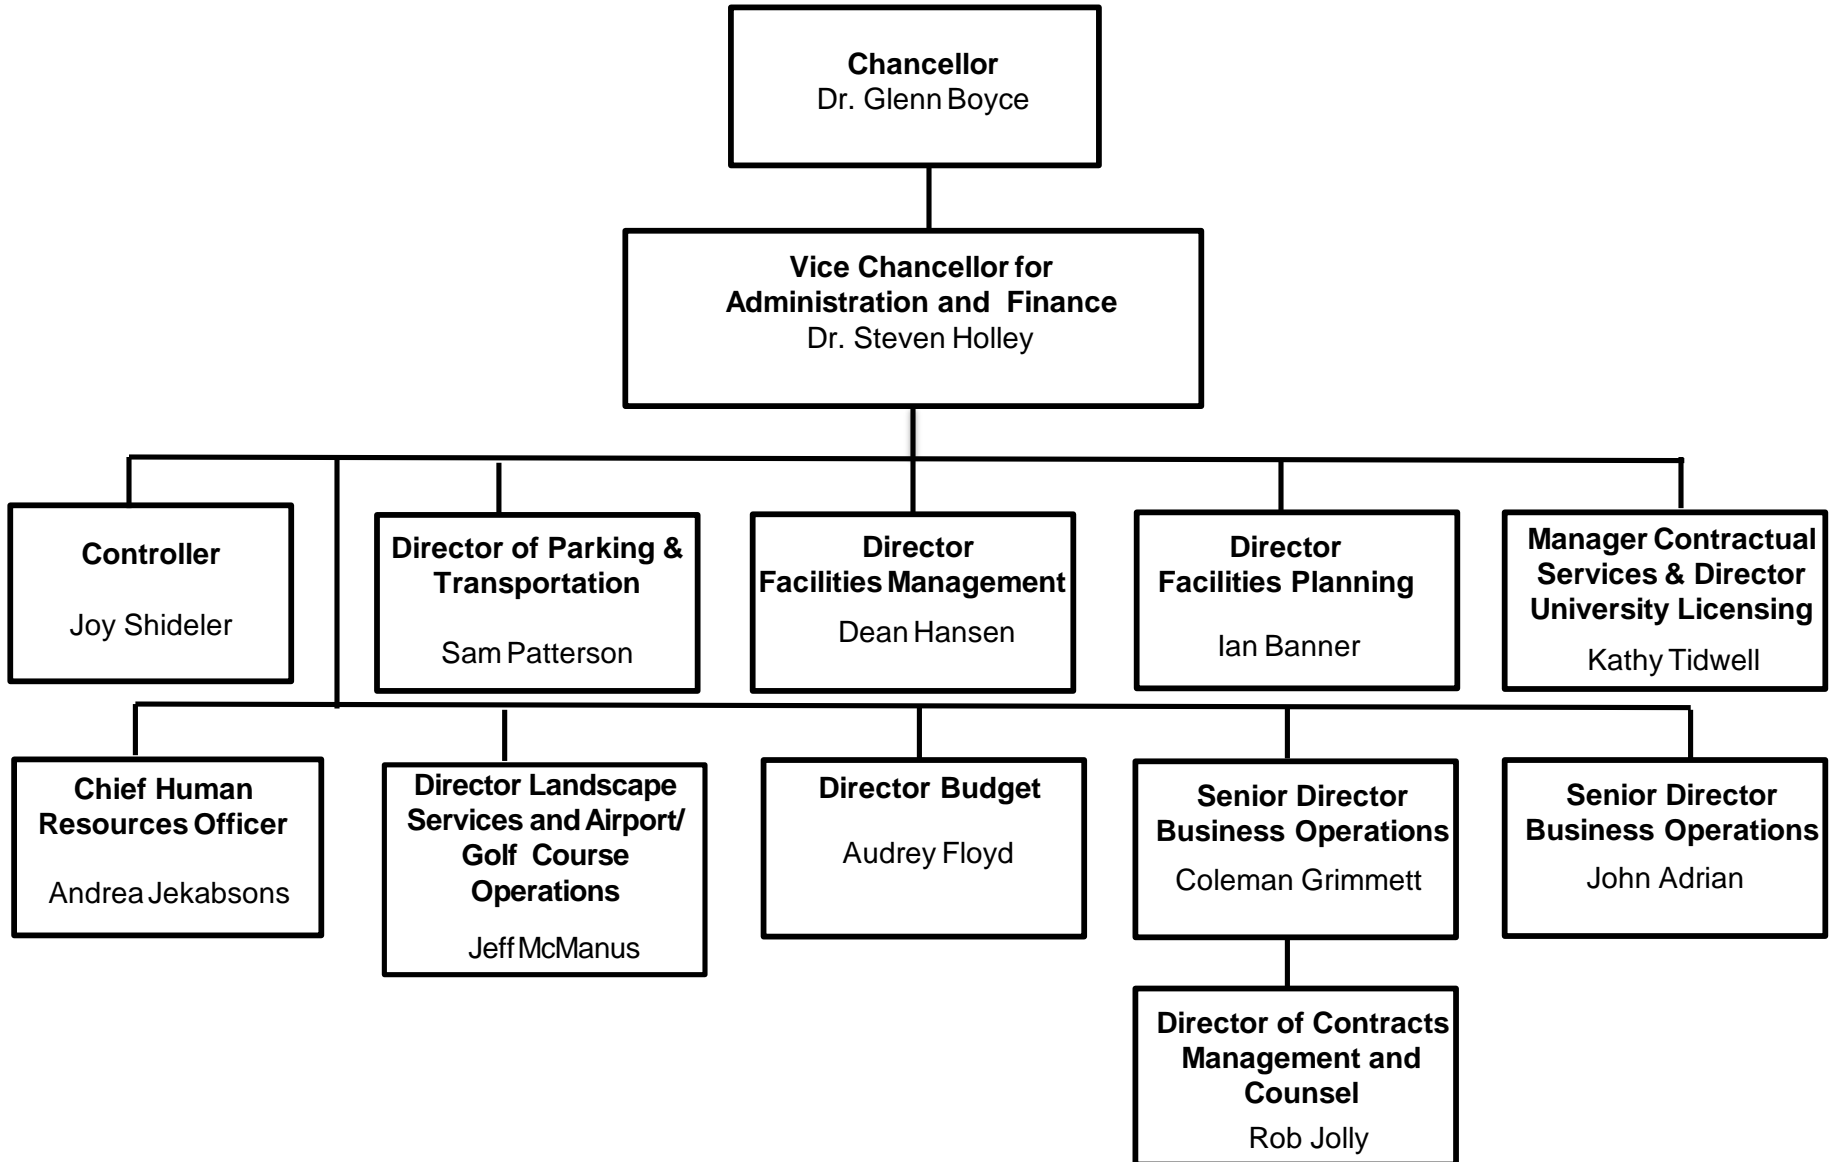 Chancellor
Dr. Glenn Boyce
Vice Chancellor for
Administration and Finance
Dr. Steven Holley
Controller
Joy Shideler
Director of Parking &
Transportation
Sam Patterson
Director
Facilities Management
Dean Hansen
Director
Facilities Planning
Ian Banner
Manager Contractual
Services & Director
University Licensing
Kathy Tidwell
Chief Human
Resources Officer
Andrea Jekabsons
Director Landscape
Services and Airport/
Golf Course
Operations
Jeff McManus
Director Budget
Audrey Floyd
Senior Director
Business Operations
Coleman Grimmett
Senior Director
Business Operations
John Adrian
Director of Contracts
Management and
Counsel
Rob Jolly